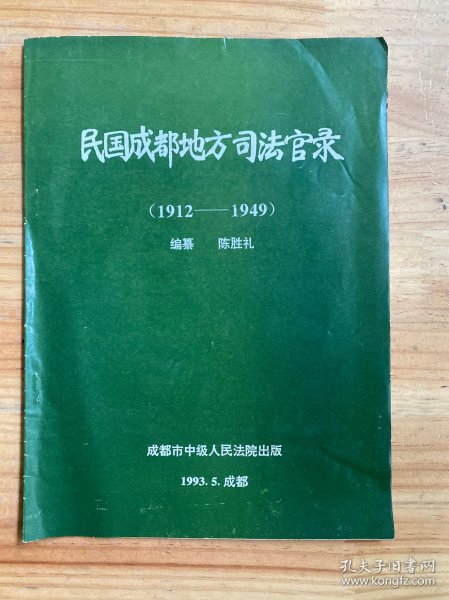 民国成都地方司法官录
(1912——1949)
编纂 陈胜礼
成都市中级人民法院出版
1993.5.成都
孔夫子旧书网
www.kongfz.com